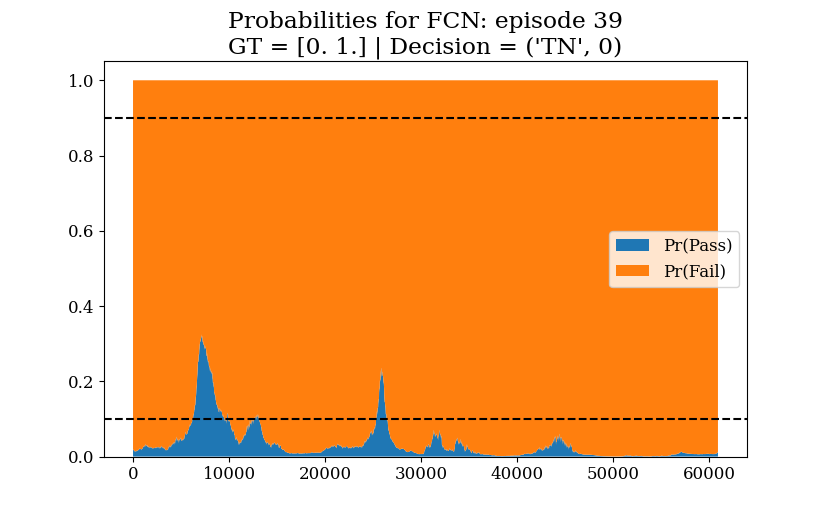 Probabilities for FCN: episode 39
GT = [0. 1.] | Decision = ('TN', 0)
1.0
0.8
0.6
0.4
0.2
0.0
Pr(Pass)
Pr(Fail)
0 10000 20000 30000 40000 50000 60000